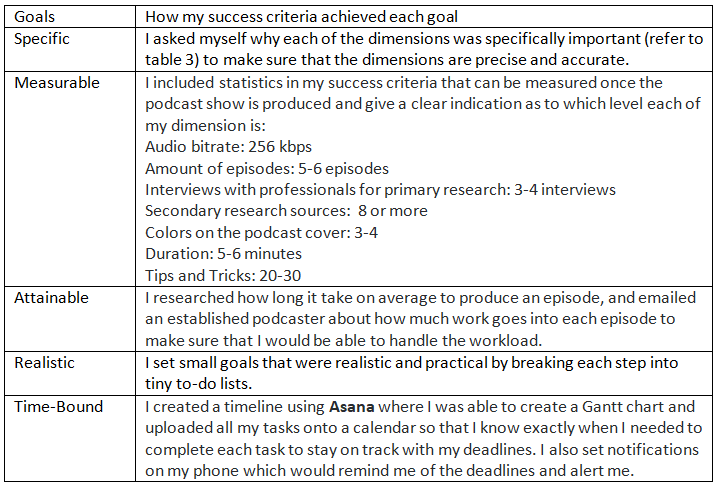 Goals How my success criteria achieved each goal
Specific I asked myself why each of the dimensions was specifically important (refer to
table 3) to make sure that the dimensions are precise and accurate.
Measurable I included statistics in my success criteria that can be measured once the
podcast show is produced and give a clear indication as to which level each of
my dimension is:
Audio bitrate: 256 kbps
Amount of episodes: 5-6 episodes
Interviews with professionals for primary research: 3-4 interviews
Secondary research sources:  8 or more
Colors on the podcast cover: 3-4
Duration: 5-6 minutes
Tips and Tricks: 20-30
Attainable I researched how long it take on average to produce an episode, and emailed
an established podcaster about how much work goes into each episode to
make sure that I would be able to handle the workload.
Realistic I set small goals that were realistic and practical by breaking each step into
tiny to-do lists.
Time-Bound I created a timeline using Asana where I was able to create a Gantt chart and
uploaded all my tasks onto a calendar so that I know exactly when I needed to
complete each task to stay on track with my deadlines. I also set notifications
on my phone which would remind me of the deadlines and alert me.